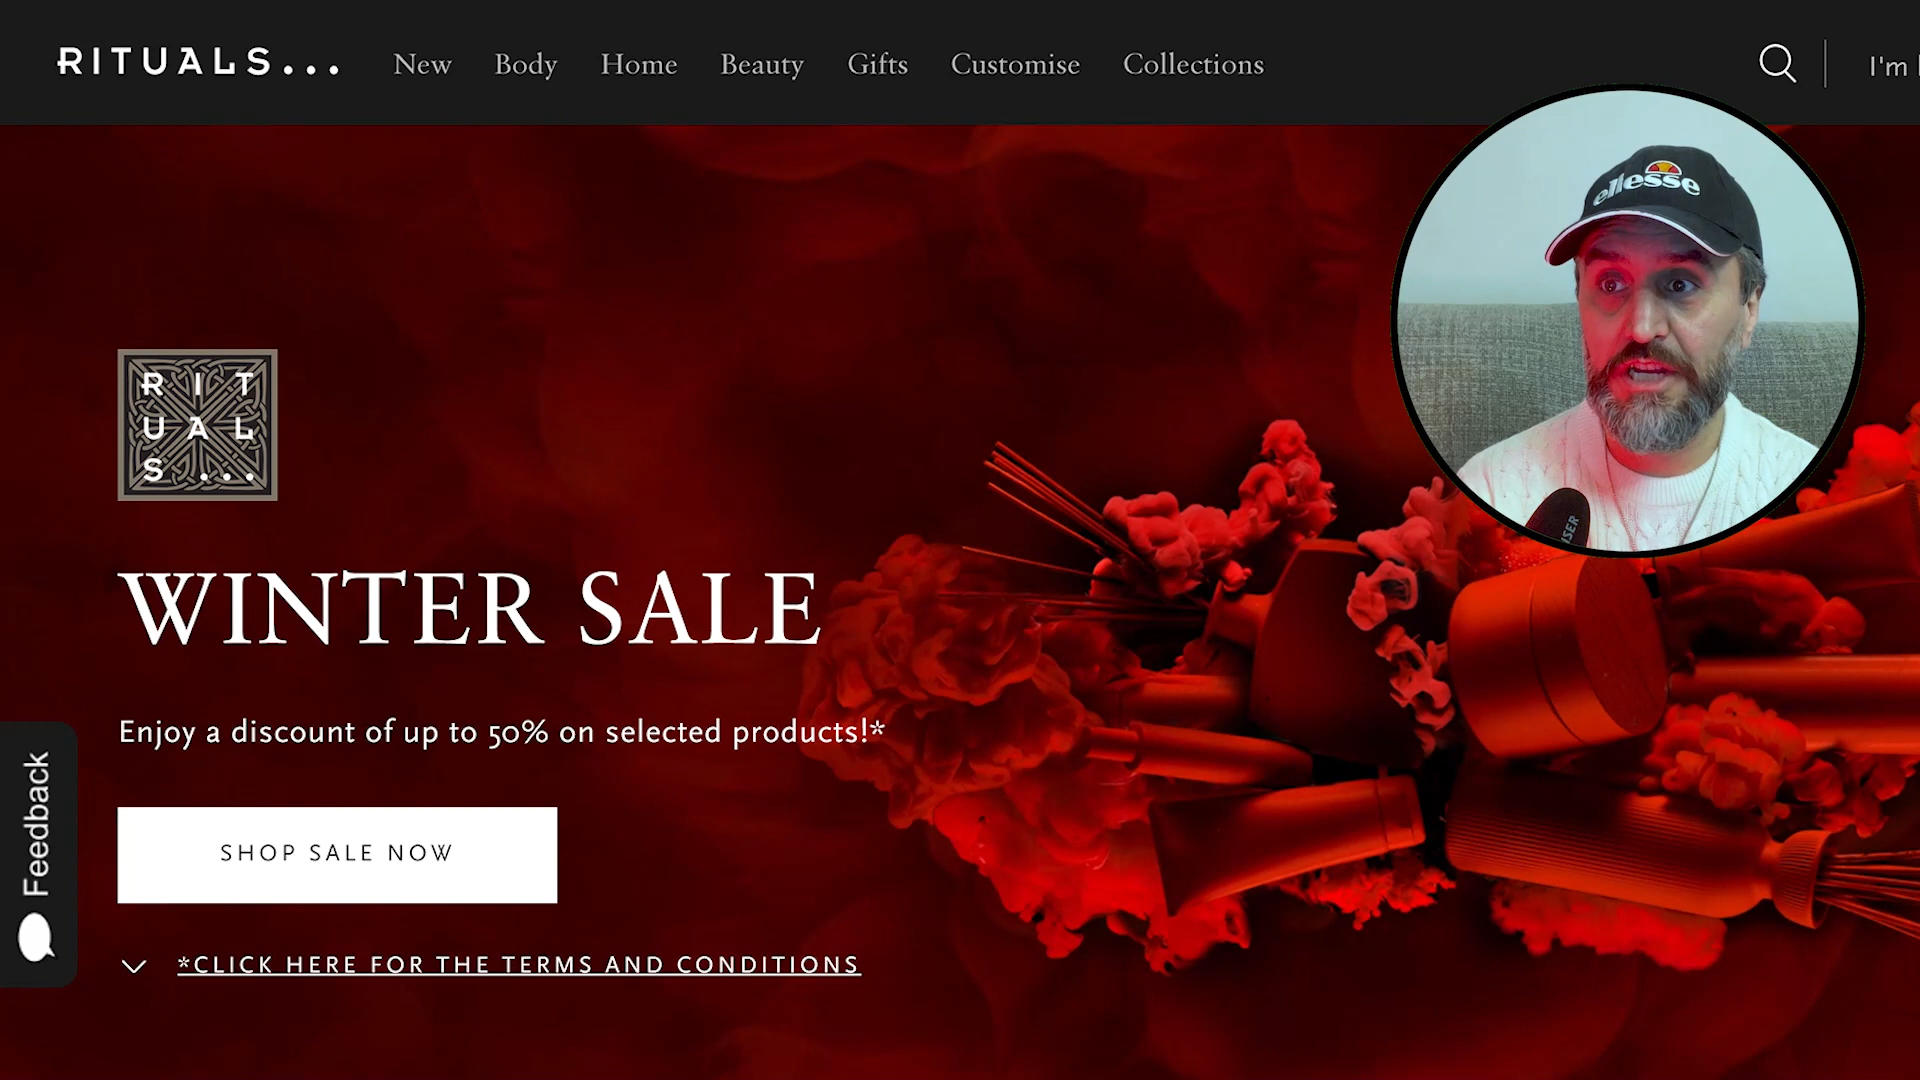 RITUALS...
New
Body
Home
Beauty
Gifts
Customise
Collections
I'm
ellesse
R I T
U A L
S ...
WINTER SALE
Enjoy a discount of up to 50% on selected products!*
SHOP SALE NOW
*CLICK HERE FOR THE TERMS AND CONDITIONS
Feedback